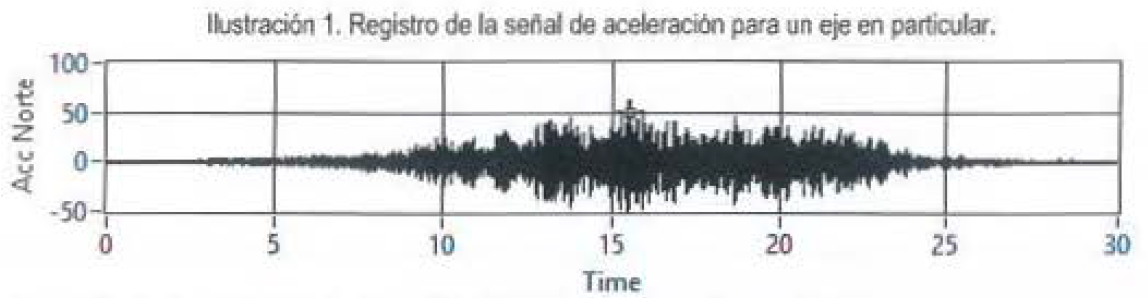 Ilustración 1. Registro de la señal de aceleración para un eje en particular.
Acc Norte
100
50
0
-50
0 5 10 15 20 25 30
Time